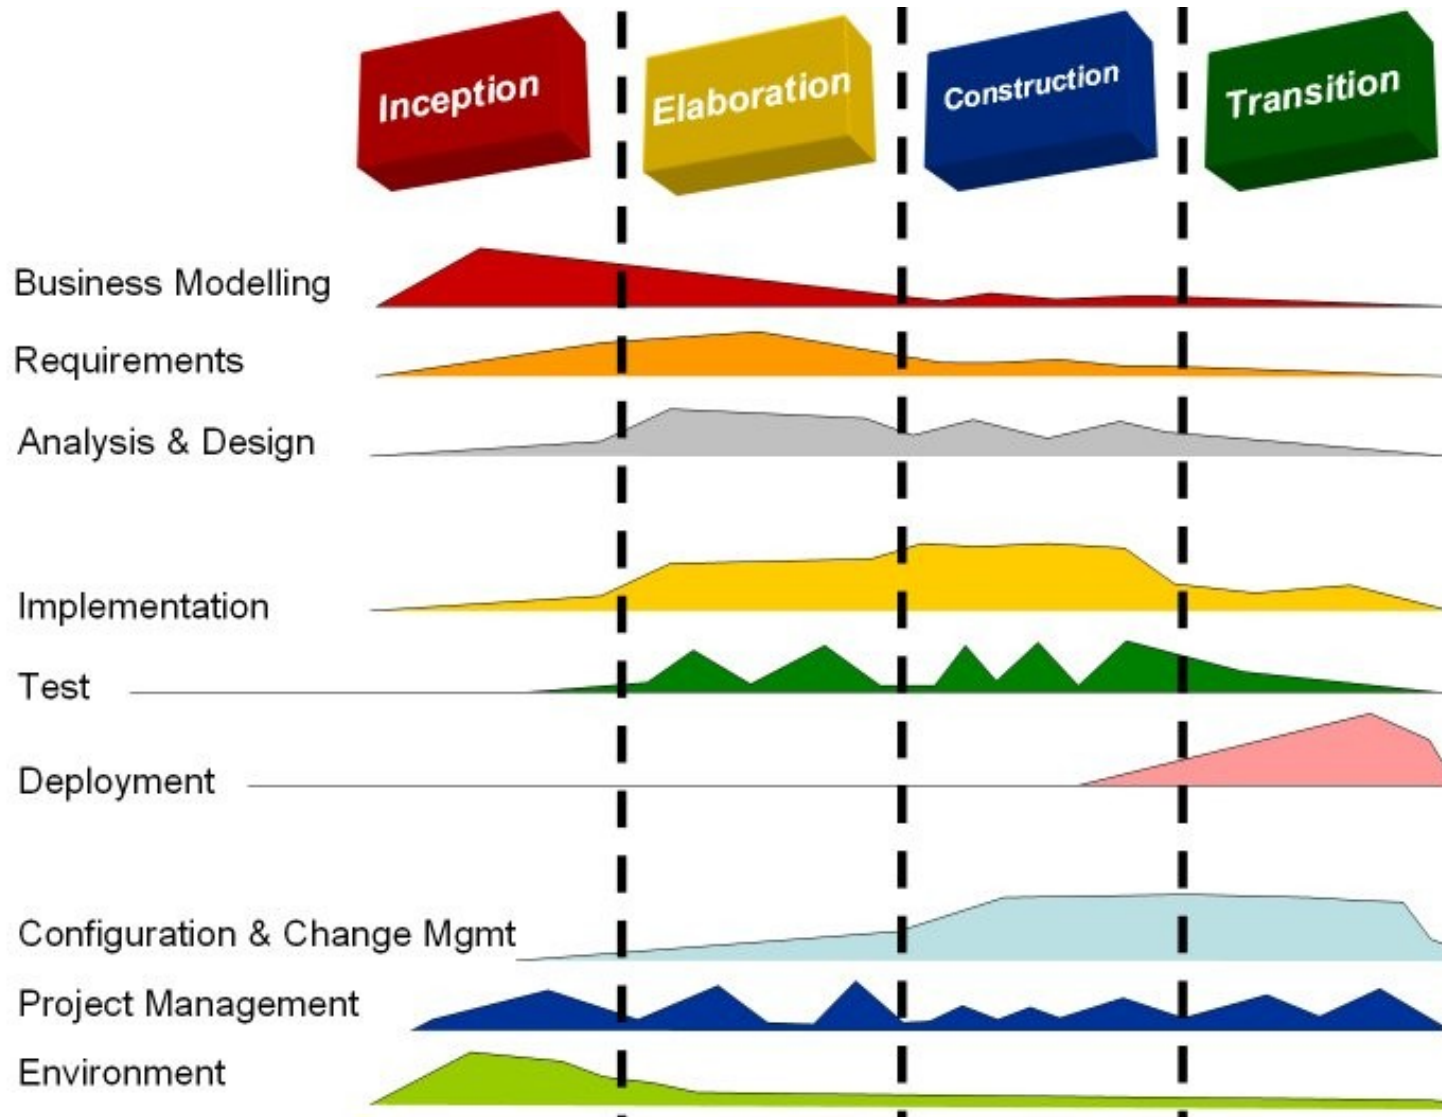 Inception
Elaboration
Construction
Transition
Business Modelling
Requirements
Analysis & Design
Implementation
Test
Deployment
Configuration & Change Mgmt
Project Management
Environment